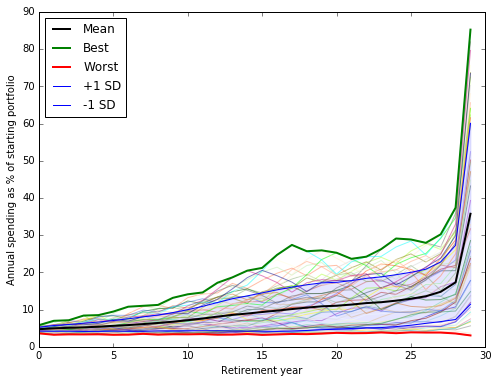 90
80
70
60
50
40
30
20
10
0
Annual spending as % of starting portfolio
Mean
Best
Worst
+1 SD
-1 SD
0 5 10 15 20 25 30
Retirement year